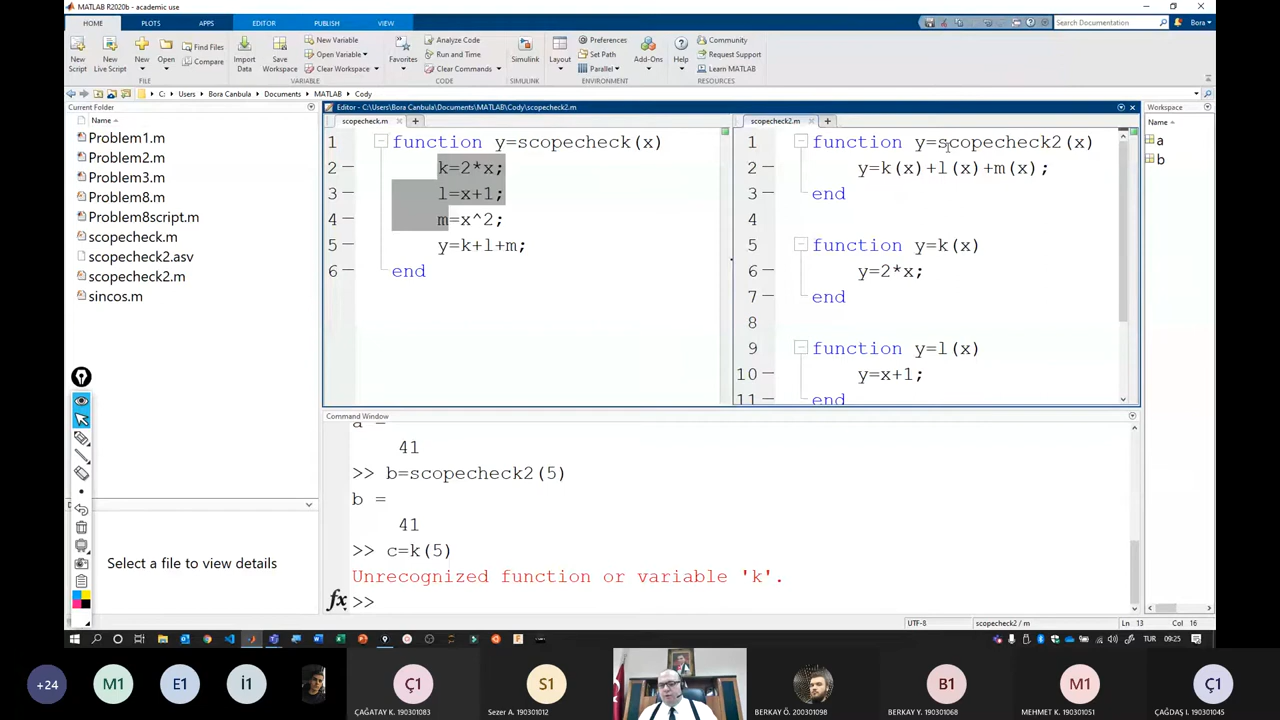 MATLAB R2020b - academic use
HOME PLOTS APPS EDITOR PUBLISH VIEW
Search Documentation
Bora
New Script
New Live Script
New
Open
Find Files
Compare
FILE
Import Data
Save Workspace
New Variable
Open Variable
Clear Workspace
VARIABLE
Favorites
Analyze Code
Run and Time
Clear Commands
CODE
Simulink
SIMULINK
Layout
Preferences
Set Path
Parallel
ENVIRONMENT
Add-Ons
Help
Community
Request Support
Learn MATLAB
RESOURCES
C: Users Bora Canbula Documents MATLAB Cody
Current Folder
Name
Problem1.m
Problem2.m
Problem3.m
Problem8.m
Problem8script.m
scopecheck.m
scopecheck2.asv
scopecheck2.m
sincos.m
Select a file to view details
Editor - C:\Users\Bora Canbula\Documents\MATLAB\Cody\scopecheck2.m
scopecheck.m
1 function y=scopecheck(x)
2 k=2*x;
3 l=x+1;
4 m=x^2;
5 y=k+l+m;
6 end
scopecheck2.m
1 function y=scopecheck2(x)
2 y=k(x)+l(x)+m(x);
3 end
4
5 function y=k(x)
6 y=2*x;
7 end
8
9 function y=l(x)
10 y=x+1;
11 end
Workspace
Name
a
b
Command Window
a =
41
>> b=scopecheck2(5)
b =
41
>> c=k(5)
Unrecognized function or variable 'k'.
fx >>
UTF-8 scopecheck2 / m Ln 13 Col 16
TUR 09:25
+24
M1
E1
İ1
Ç1
ÇAĞATAY K. 190301083
S1
Sezer A. 190301012
BERKAY Ö. 200301098
B1
BERKAY Y. 190301068
M1
MEHMET K. 190301051
Ç1
ÇAĞDAŞ I. 190301045